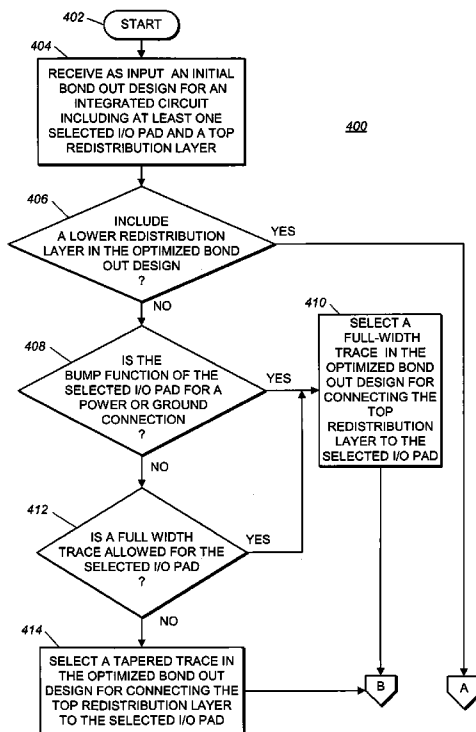 402
START
404
RECEIVE AS INPUT AN INITIAL
BOND OUT DESIGN FOR AN
INTEGRATED CIRCUIT
INCLUDING AT LEAST ONE
SELECTED I/O PAD AND A TOP
REDISTRIBUTION LAYER
400
406
INCLUDE
A LOWER REDISTRIBUTION
LAYER IN THE OPTIMIZED BOND
OUT DESIGN
?
YES
NO
408
IS THE
BUMP FUNCTION OF THE
SELECTED I/O PAD FOR A
POWER OR GROUND
CONNECTION
?
YES
NO
410
SELECT A
FULL-WIDTH
TRACE IN THE
OPTIMIZED BOND
OUT DESIGN FOR
CONNECTING THE
TOP
REDISTRIBUTION
LAYER TO THE
SELECTED I/O PAD
412
IS A FULL WIDTH
TRACE ALLOWED FOR THE
SELECTED I/O PAD
?
YES
NO
414
SELECT A TAPERED TRACE IN
THE OPTIMIZED BOND OUT
DESIGN FOR CONNECTING THE
TOP REDISTRIBUTION LAYER
TO THE SELECTED I/O PAD
B
A